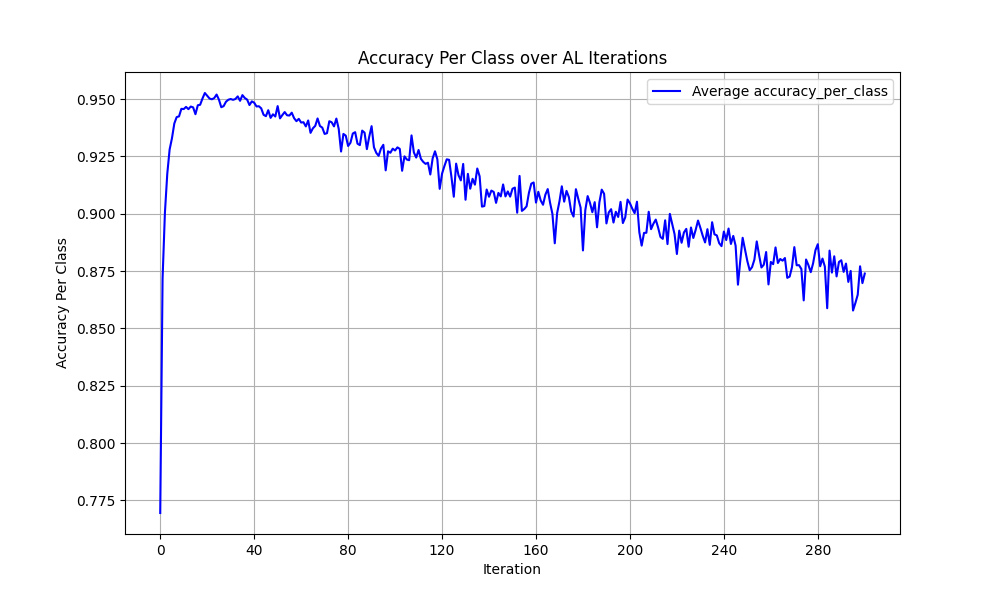 Accuracy Per Class over AL Iterations
Average accuracy_per_class
Accuracy Per Class
0.950
0.925
0.900
0.875
0.850
0.825
0.800
0.775
0 40 80 120 160 200 240 280
Iteration